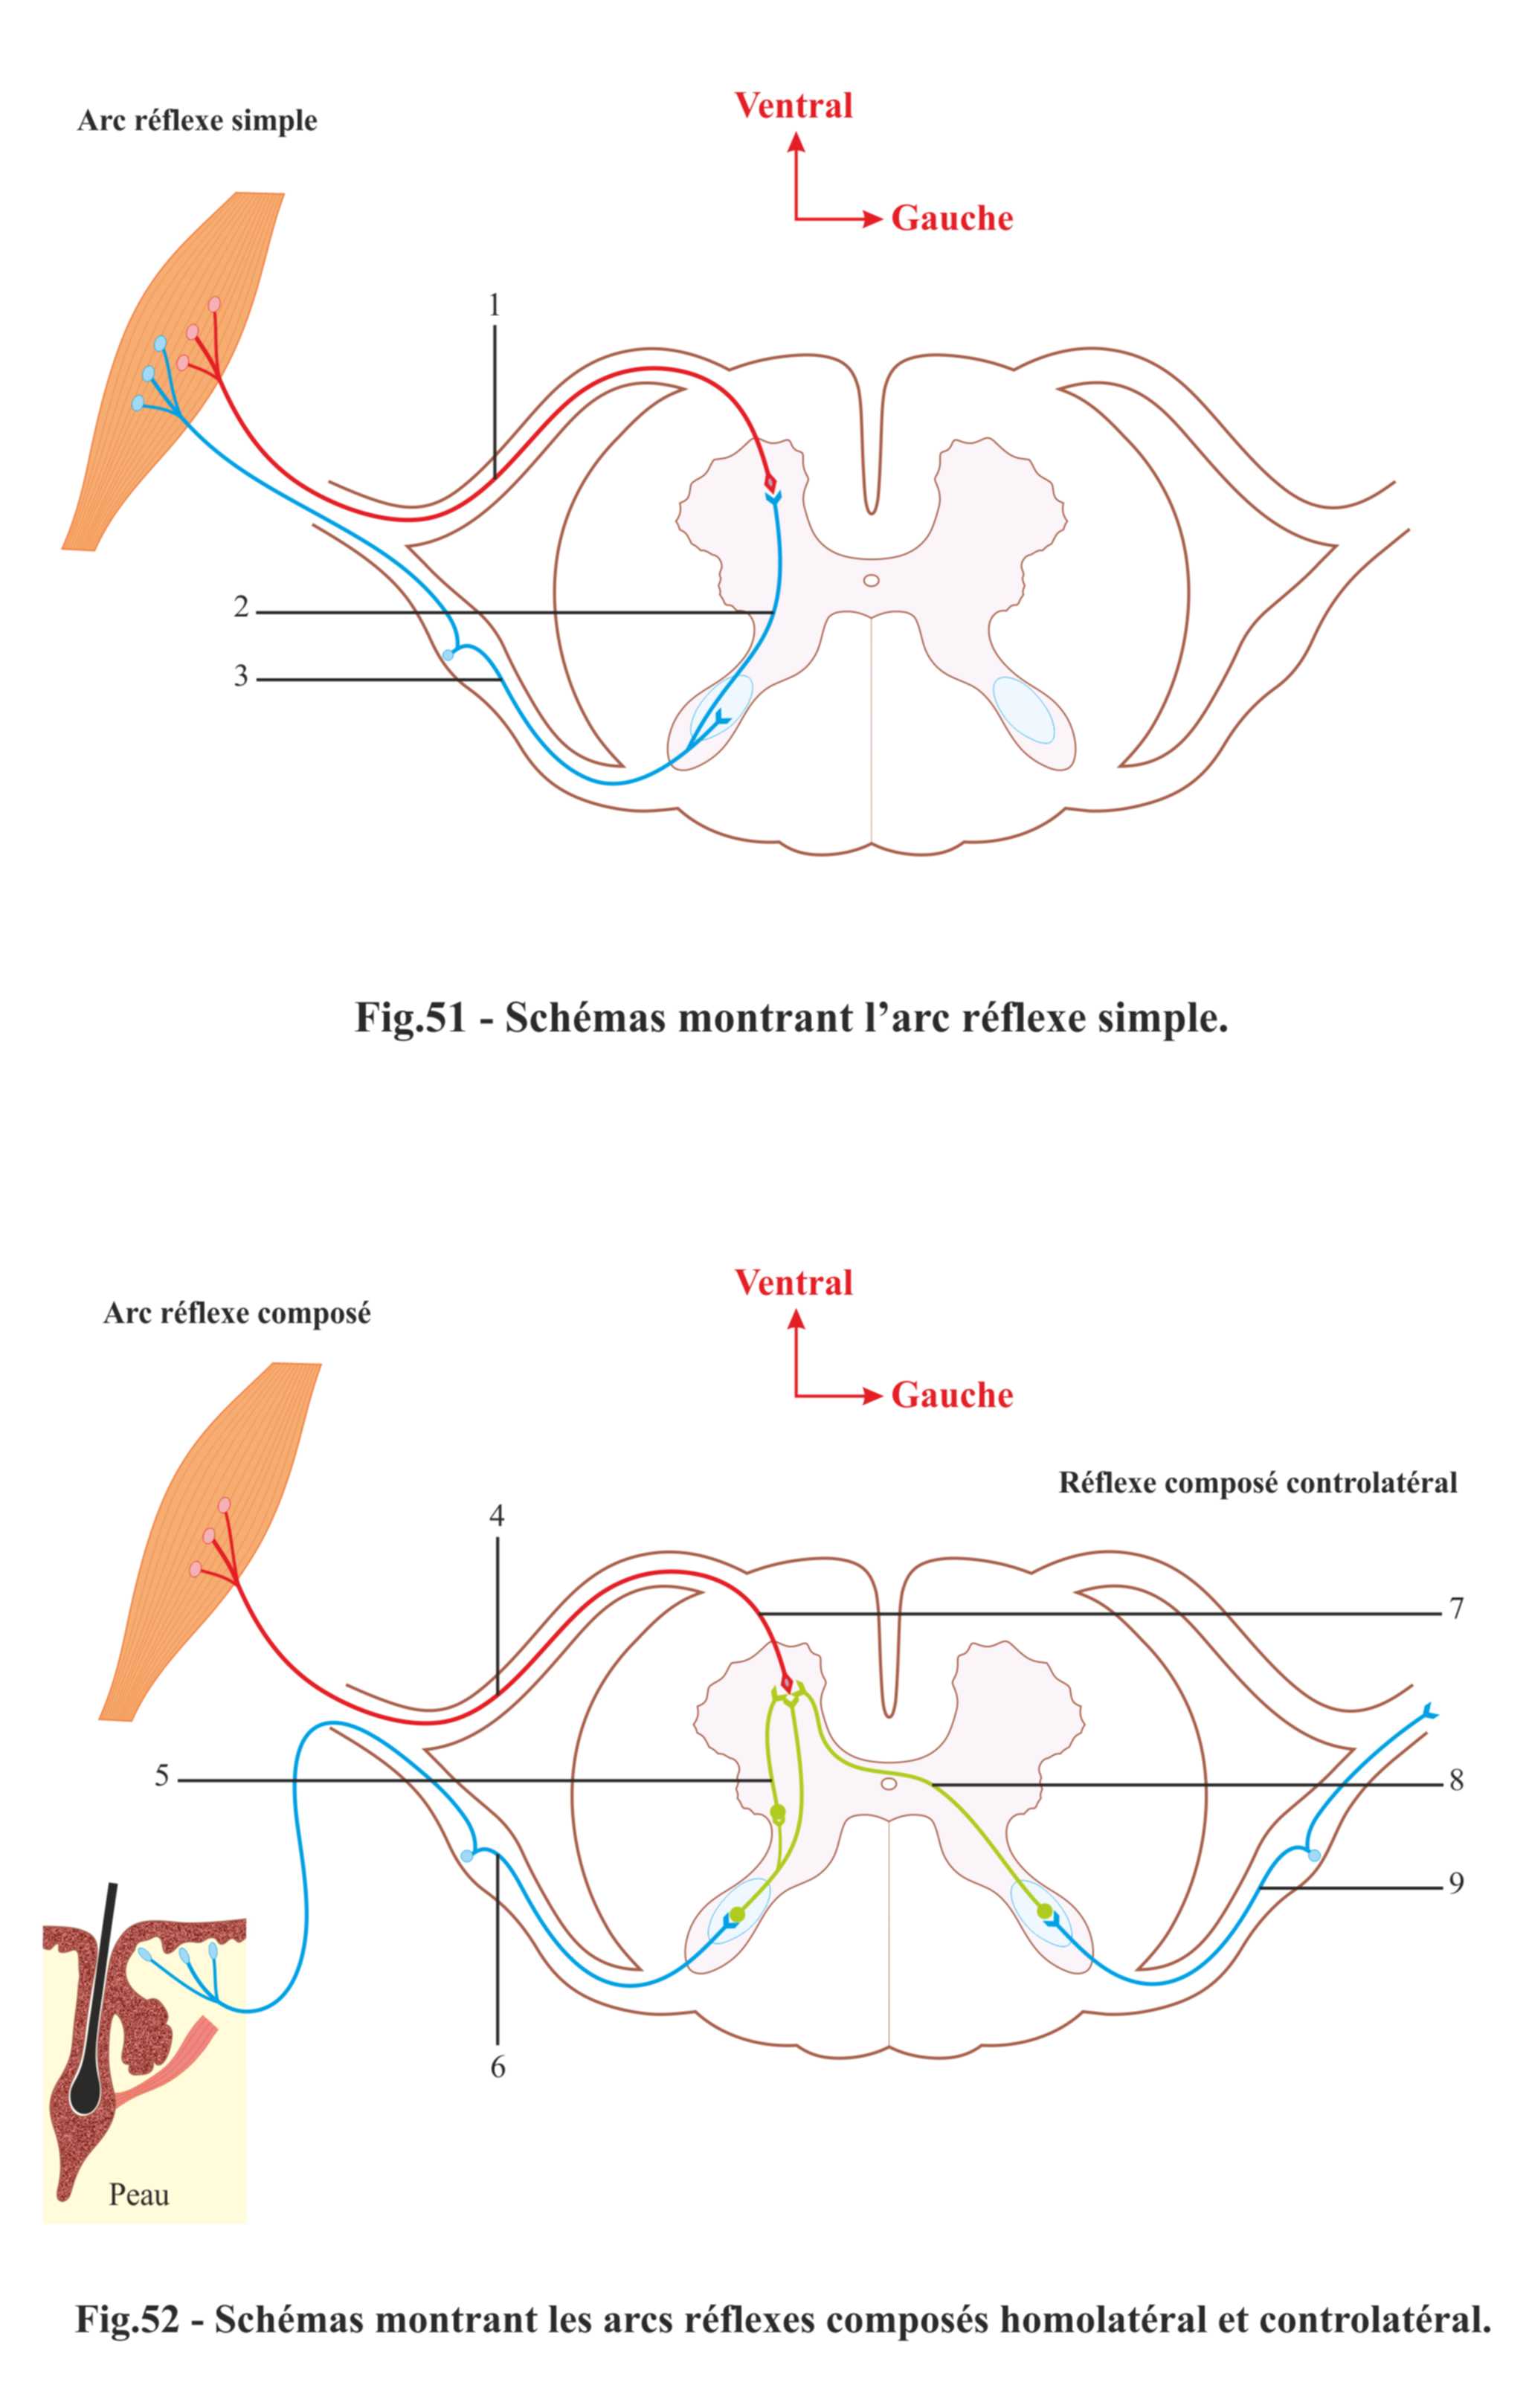 Arc réflexe simple
Ventral
Gauche
1
2
3
Fig.51 - Schémas montrant l’arc réflexe simple.
Ventral
Arc réflexe composé
Gauche
Réflexe composé controlatéral
4
7
5
8
9
6
Peau
Fig.52 - Schémas montrant les arcs réflexes composés homolatéral et controlatéral.